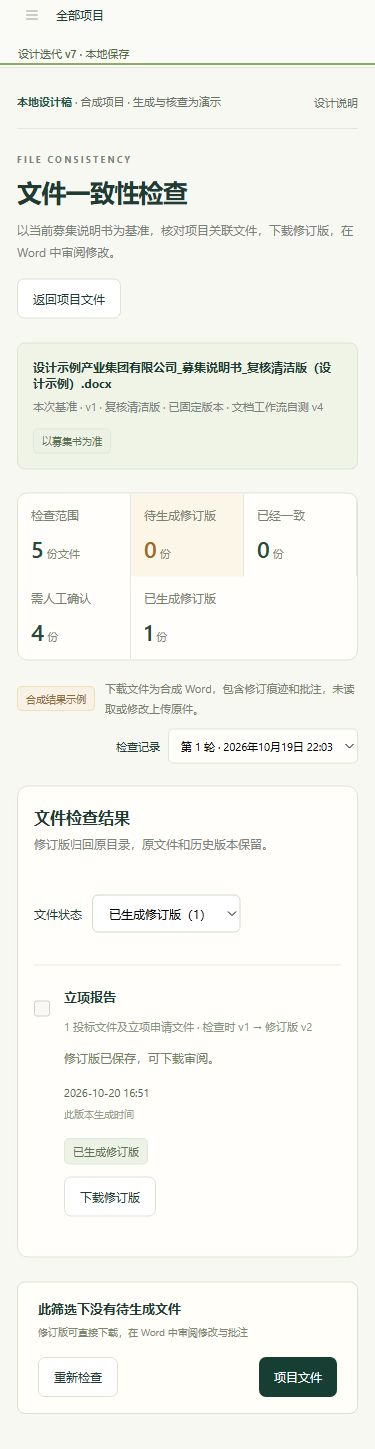 全部项目
设计迭代 v7 · 本地保存
本地设计稿 · 合成项目 · 生成与核查为演示
设计说明
FILE CONSISTENCY
文件一致性检查
以当前募集说明书为基准，核对项目关联文件，下载修订版，在
Word 中审阅修改。
返回项目文件
设计示例产业集团有限公司_募集说明书_复核清洁版（设
计示例）.docx
本次基准 · v1 · 复核清洁版 · 已固定版本 · 文档工作流自测 v4
以募集书为准
检查范围
5 份文件
待生成修订版
0 份
已经一致
0 份
需人工确认
4 份
已生成修订版
1 份
合成结果示例
下载文件为合成 Word，包含修订痕迹和批注，未读
取或修改上传原件。
检查记录
第 1 轮 · 2026年10月19日 22:03
文件检查结果
修订版归回原目录，原文件和历史版本保留。
文件状态
已生成修订版（1）
立项报告
1 投标文件及立项申请文件 · 检查时 v1 → 修订版 v2
修订版已保存，可下载审阅。
2026-10-20 16:51
此版本生成时间
已生成修订版
下载修订版
此筛选下没有待生成文件
修订版可直接下载，在 Word 中审阅修改与批注
重新检查
项目文件